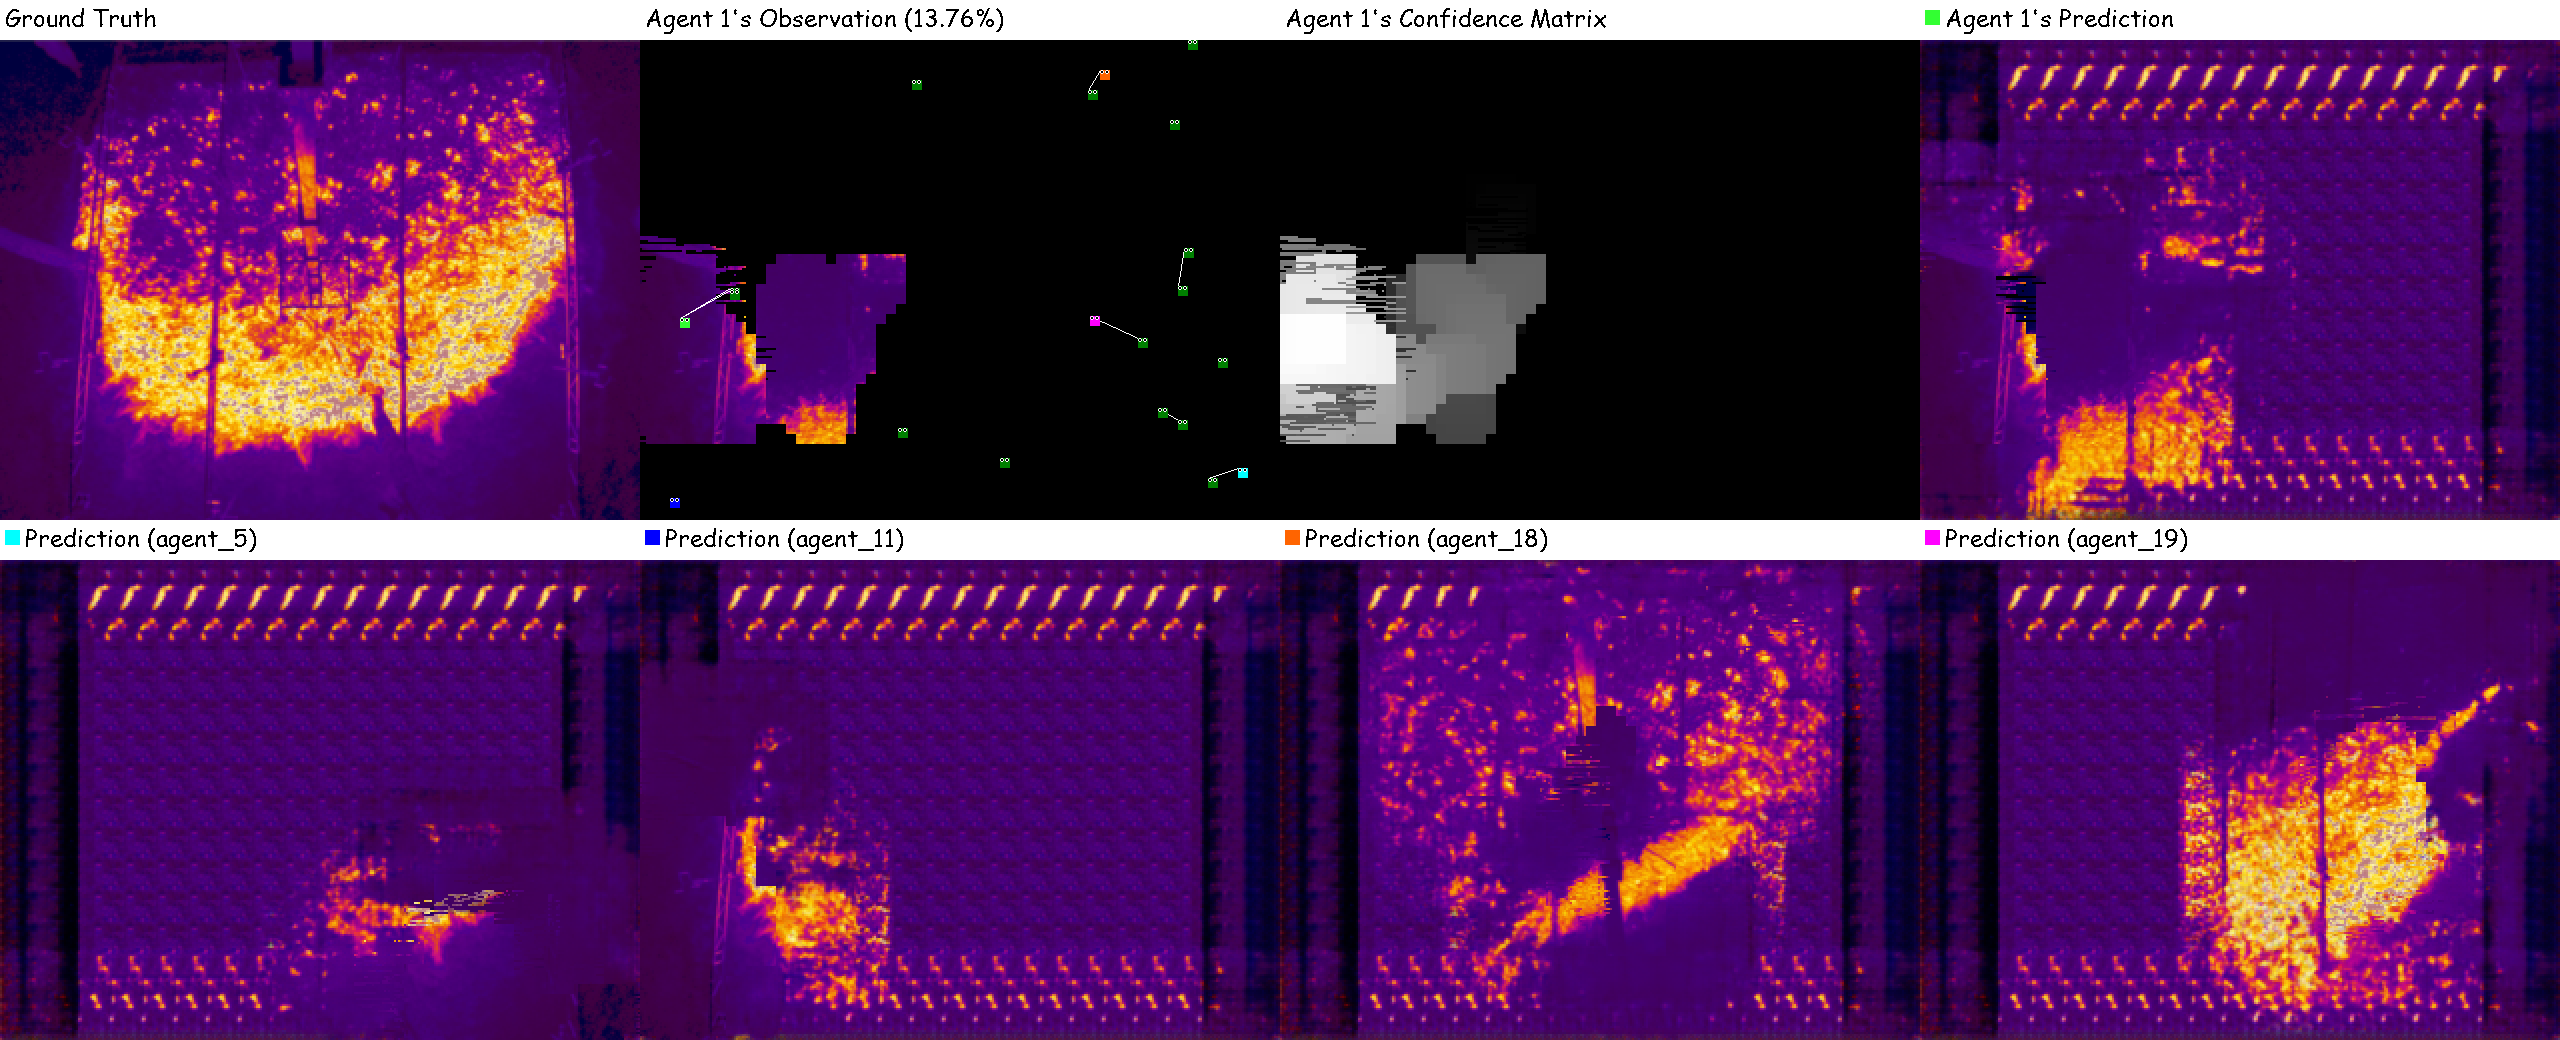 Ground Truth
Agent 1's Observation (13.76%)
Agent 1's Confidence Matrix
Agent 1's Prediction
Prediction (agent_5)
Prediction (agent_11)
Prediction (agent_18)
Prediction (agent_19)